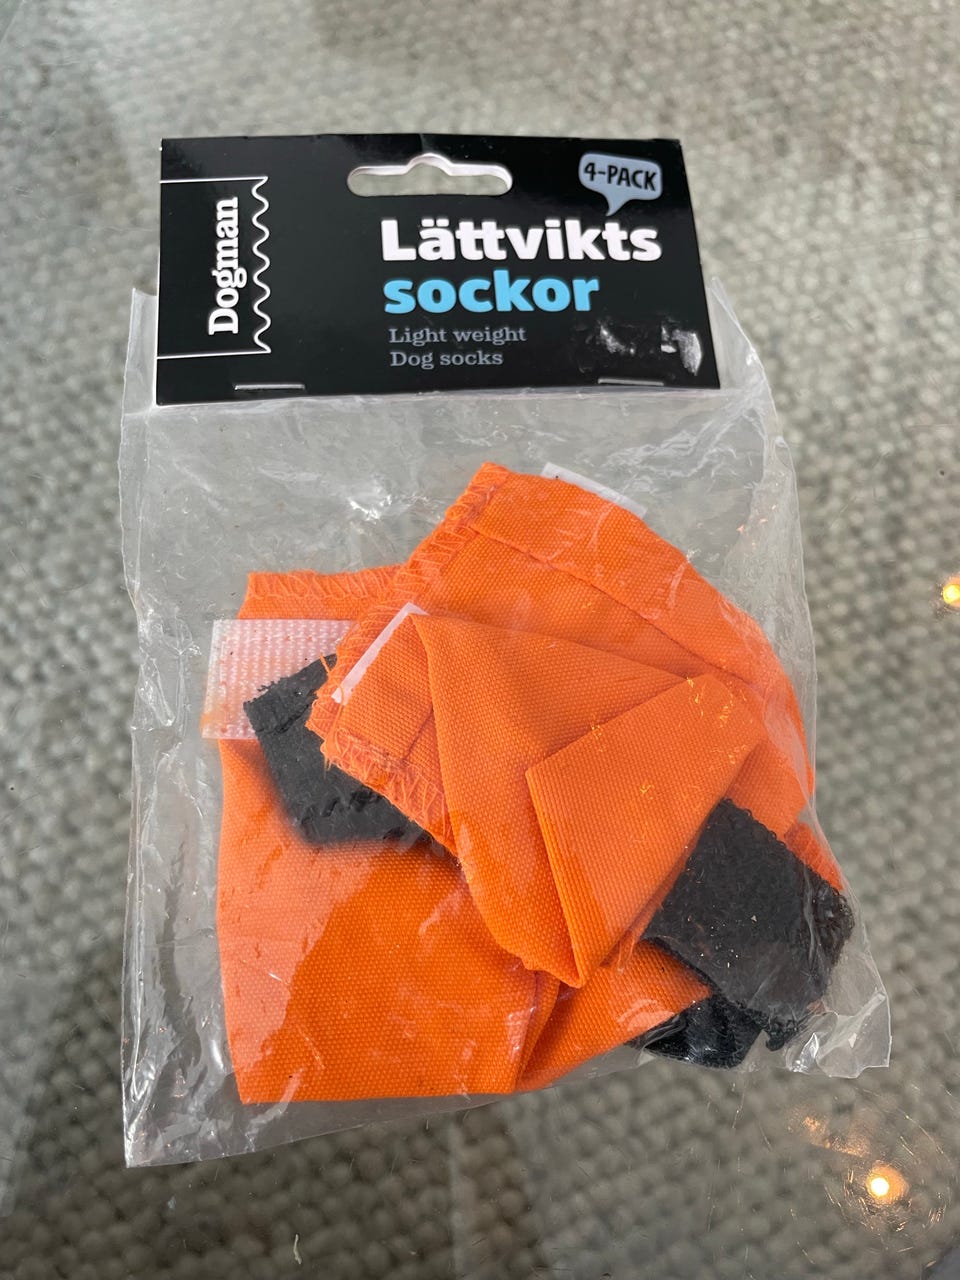 Dogman
4-PACK
Lättvikts
sockor
Light weight
Dog socks